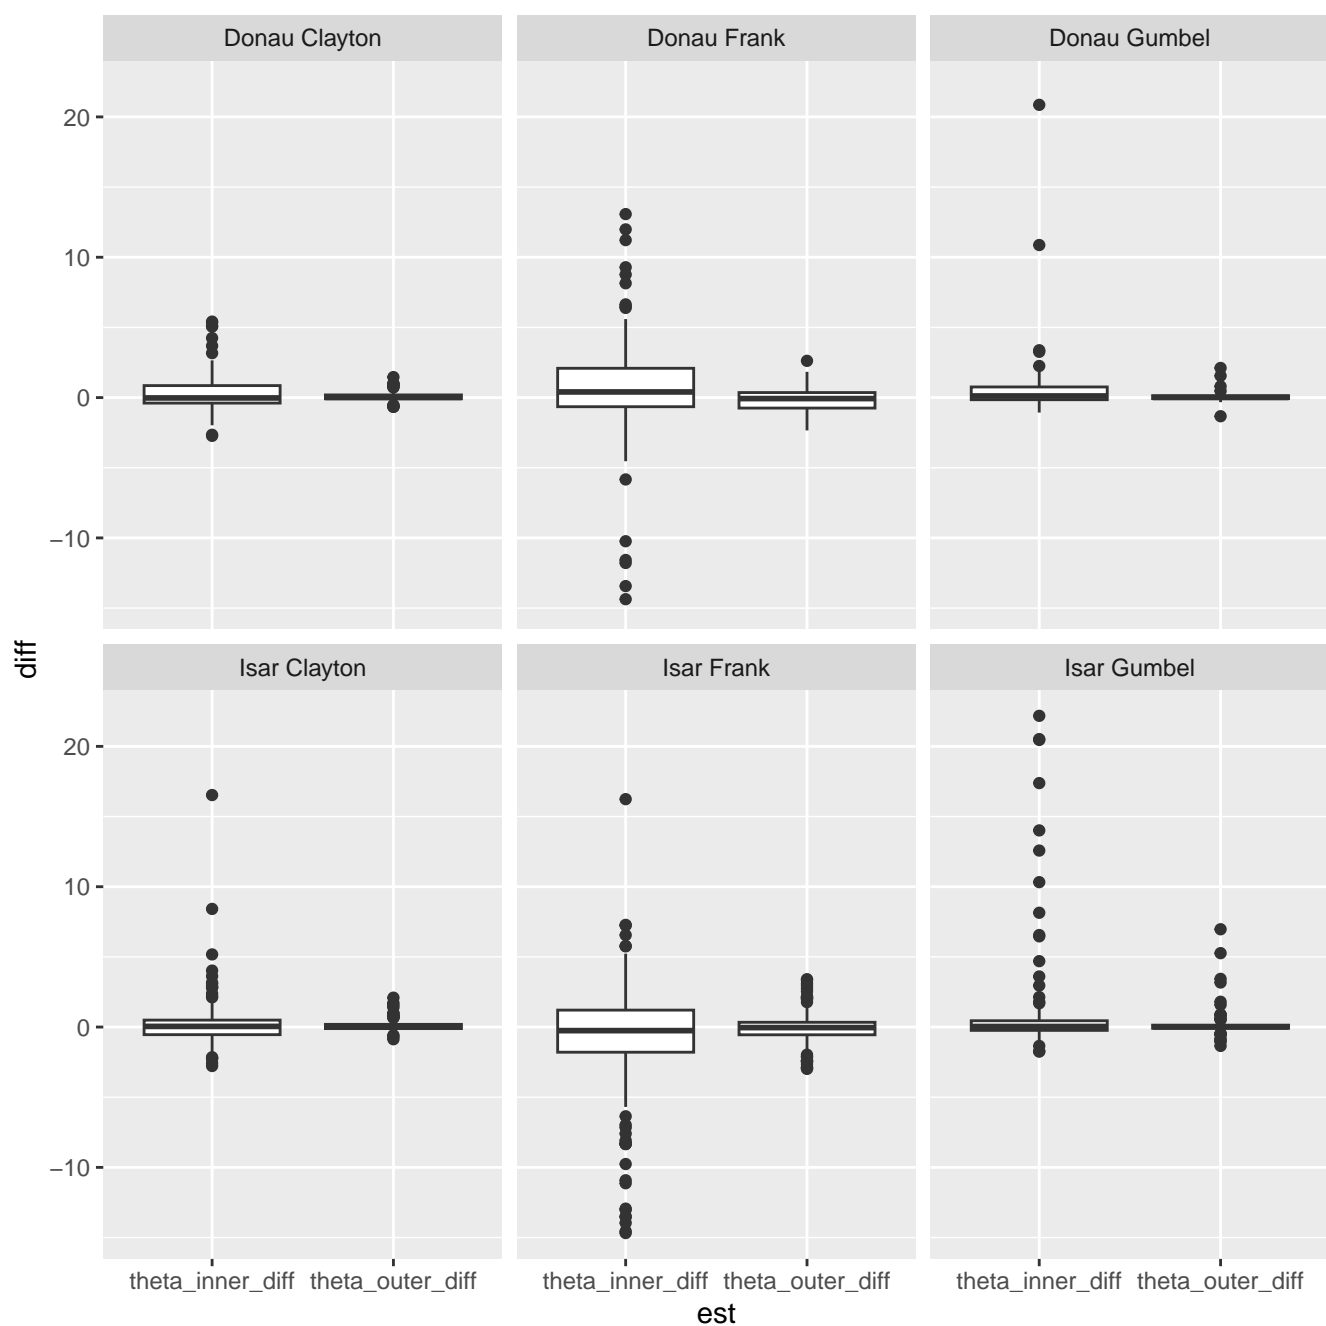 Donau Clayton
Donau Frank
Donau Gumbel
20
10
0
−10
diff
Isar Clayton
Isar Frank
Isar Gumbel
20
10
0
−10
theta_inner_diff theta_outer_diff
theta_inner_diff theta_outer_diff
theta_inner_diff theta_outer_diff
est